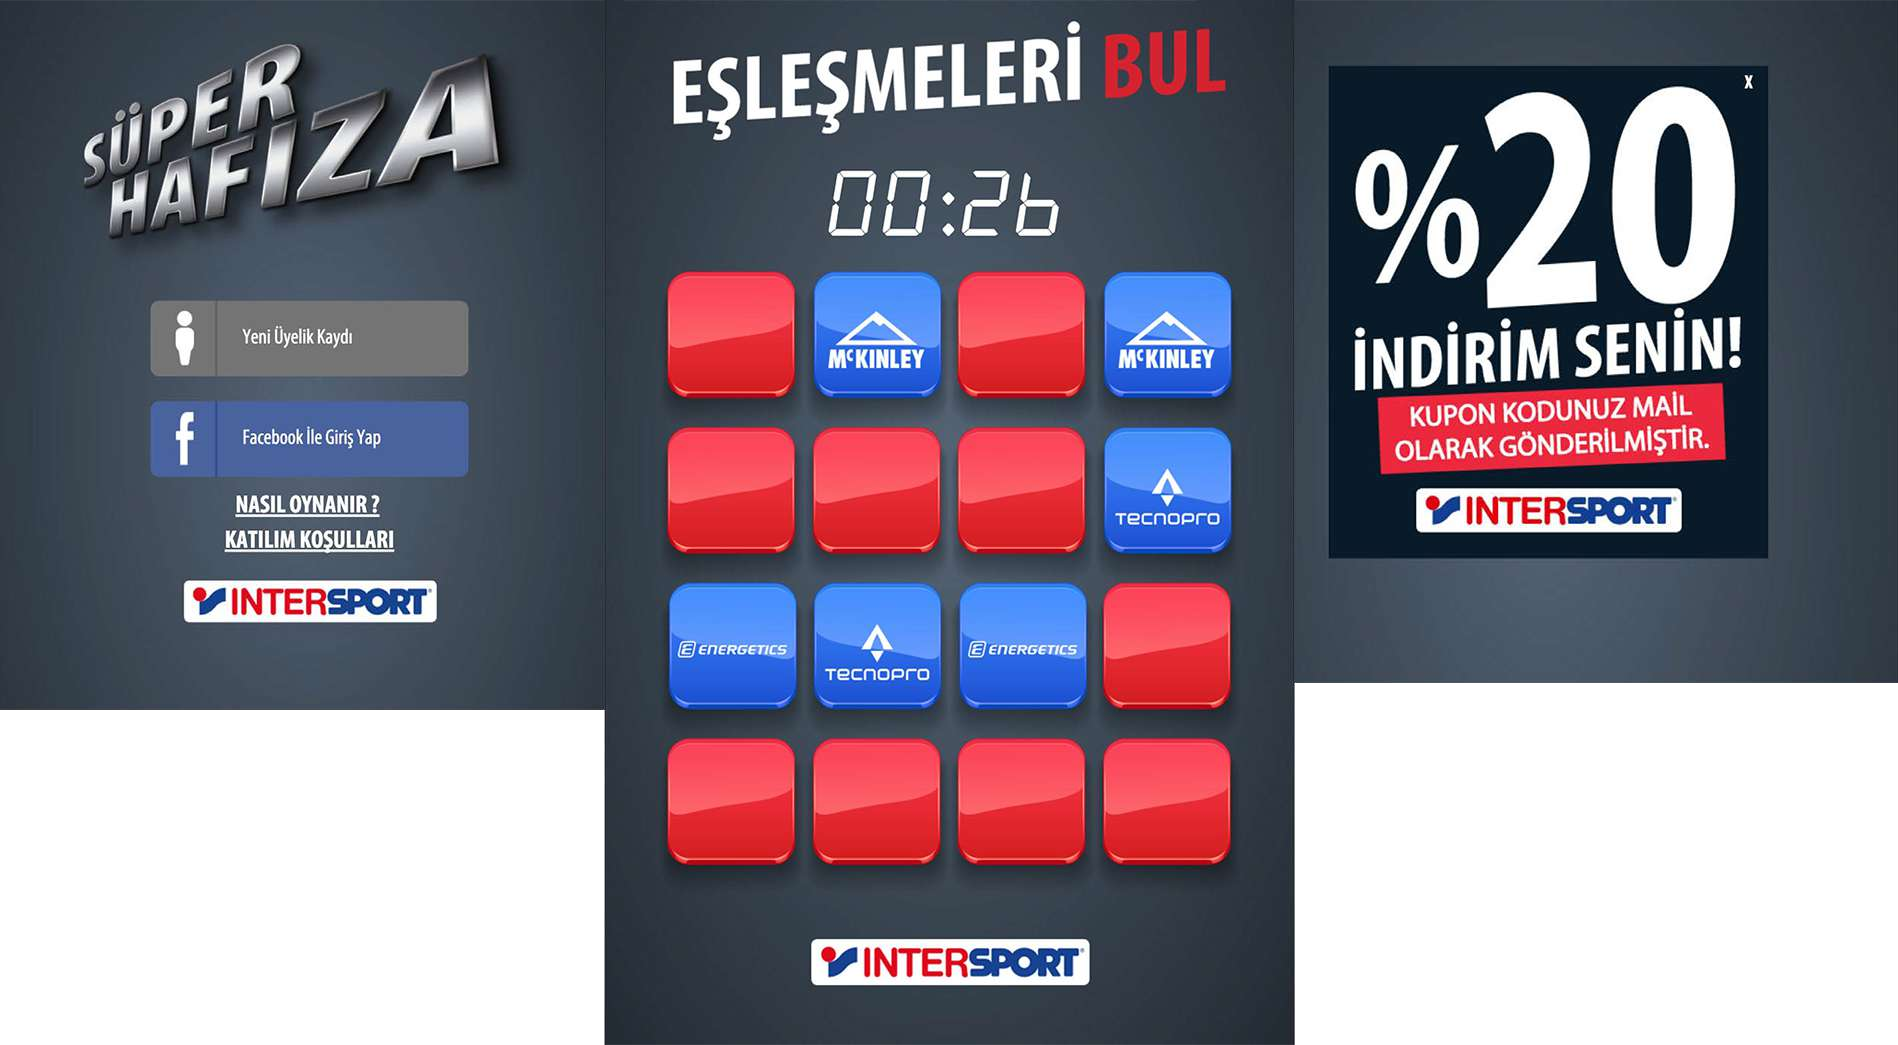 SÜPER
HAFIZA
Yeni Üyelik Kaydı
Facebook İle Giriş Yap
NASIL OYNANIR ?
KATILIM KOŞULLARI
INTERSPORT
EŞLEŞMELERİ BUL
00:26
McKINLEY
McKINLEY
TECNOPRO
ENERGETICS
TECNOPRO
ENERGETICS
INTERSPORT
X
%20
İNDİRİM SENİN!
KUPON KODUNUZ MAİL
OLARAK GÖNDERİLMİŞTİR.
INTERSPORT